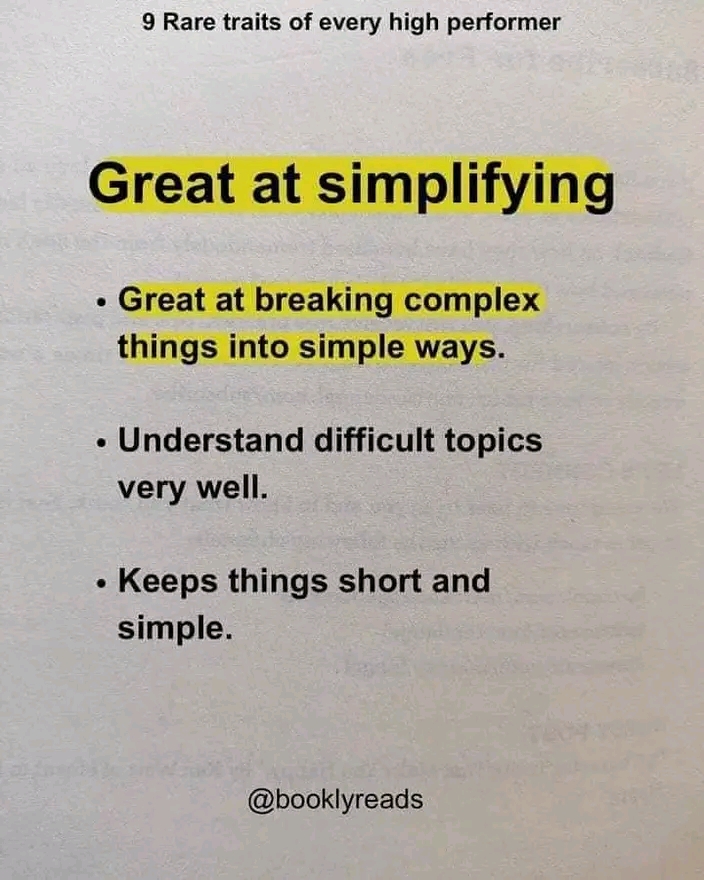 9 Rare traits of every high performer
Great at simplifying
• Great at breaking complex
things into simple ways.
• Understand difficult topics
very well.
• Keeps things short and
simple.
@booklyreads